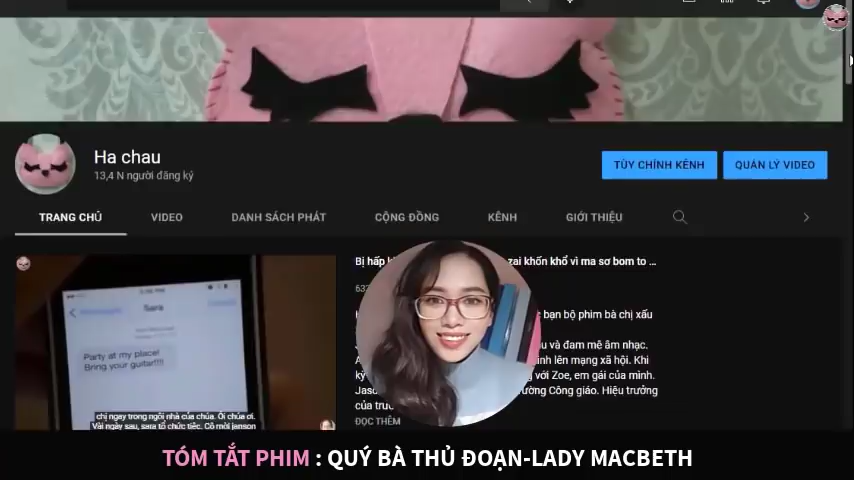 Ha chau
13,4 N người đăng ký
TÙY CHỈNH KÊNH
QUẢN LÝ VIDEO
TRANG CHỦ
VIDEO
DANH SÁCH PHÁT
CỘNG ĐỒNG
KÊNH
GIỚI THIỆU
Bị hấp
zai khốn khổ vì ma sơ bom to ...
bạn bộ phim bà chị xấu
và đam mê âm nhạc.
lên mạng xã hội. Khi
với Zoe, em gái của mình.
Công giáo. Hiệu trưởng
của
ĐỌC THÊM
Sara
Party at my place!
Bring your guitar!!!
chị ngay trong ngôi nhà của chúa. Ôi chúa ơi.
Vài ngày sau, sara tổ chức tiệc. Cô mời janson
TÓM TẮT PHIM : QUÝ BÀ THỦ ĐOẠN-LADY MACBETH